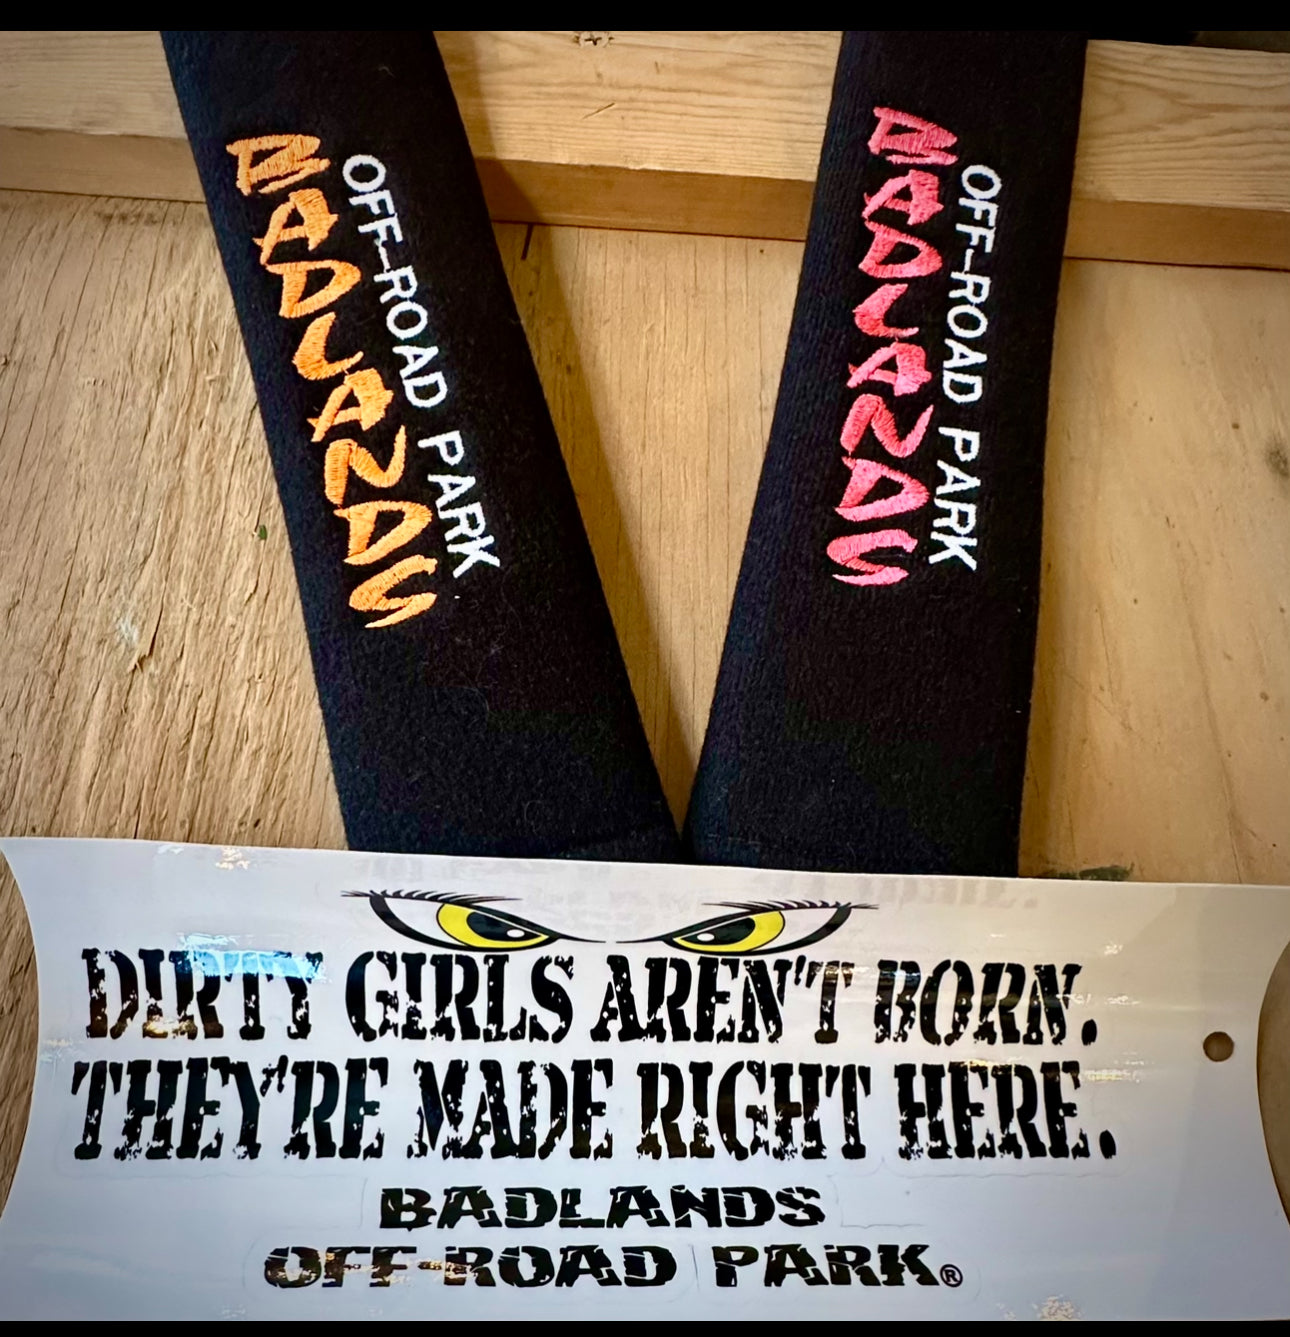 BADLANDS
OFF-ROAD PARK
BADLANDS
OFF-ROAD PARK
DIRTY GIRLS AREN'T BORN.
THEY'RE MADE RIGHT HERE.
BADLANDS
OFF-ROAD PARK®